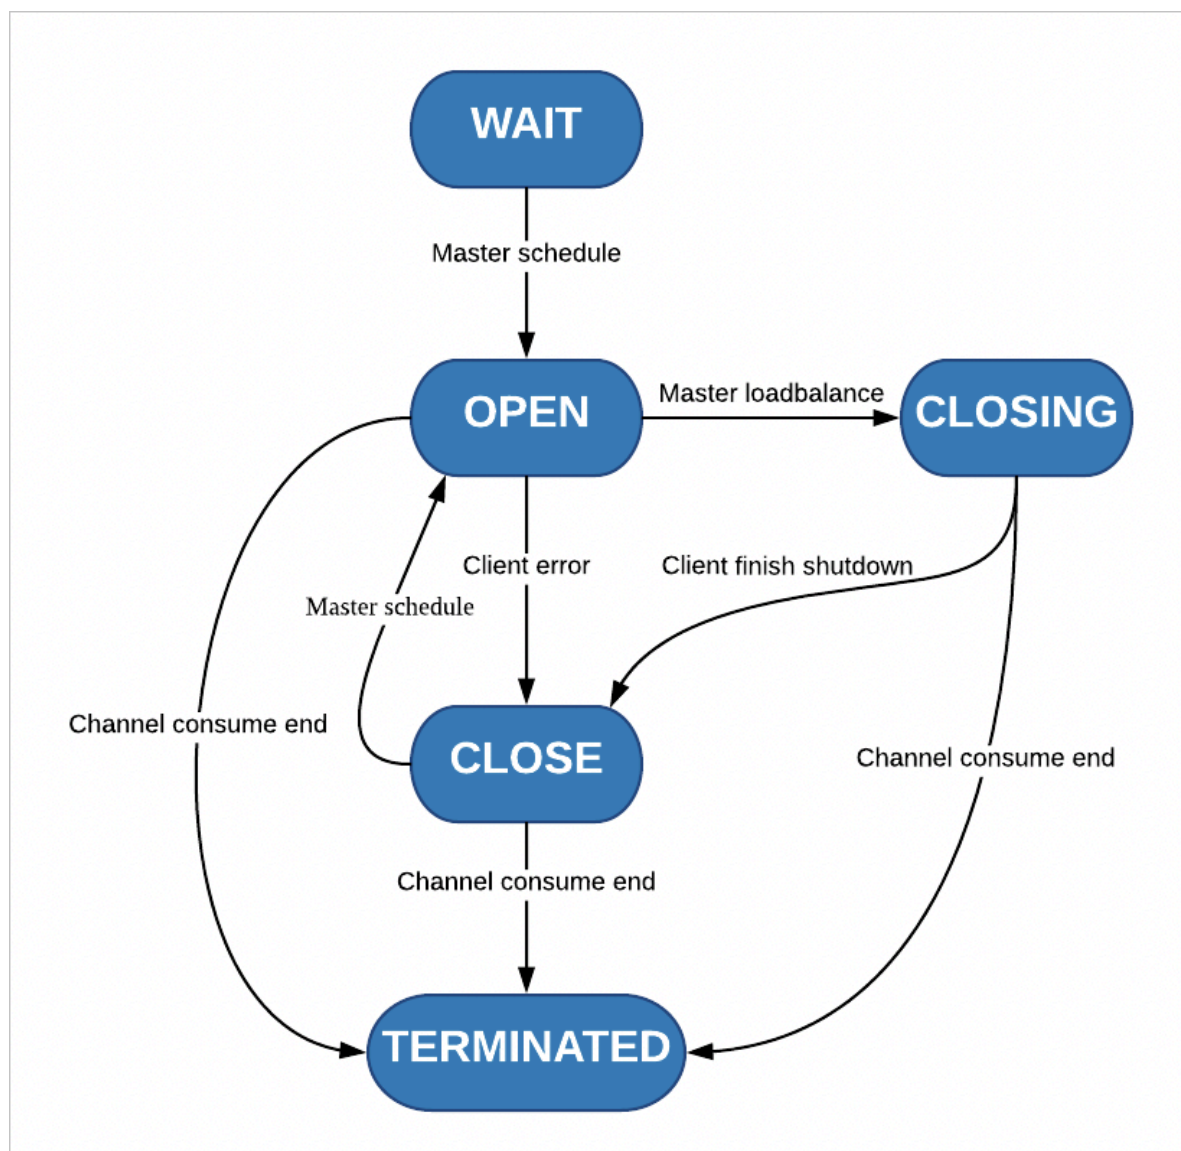 WAIT
Master schedule
OPEN
Master loadbalance
CLOSING
Client error
Client finish shutdown
Master schedule
Channel consume end
CLOSE
Channel consume end
Channel consume end
TERMINATED